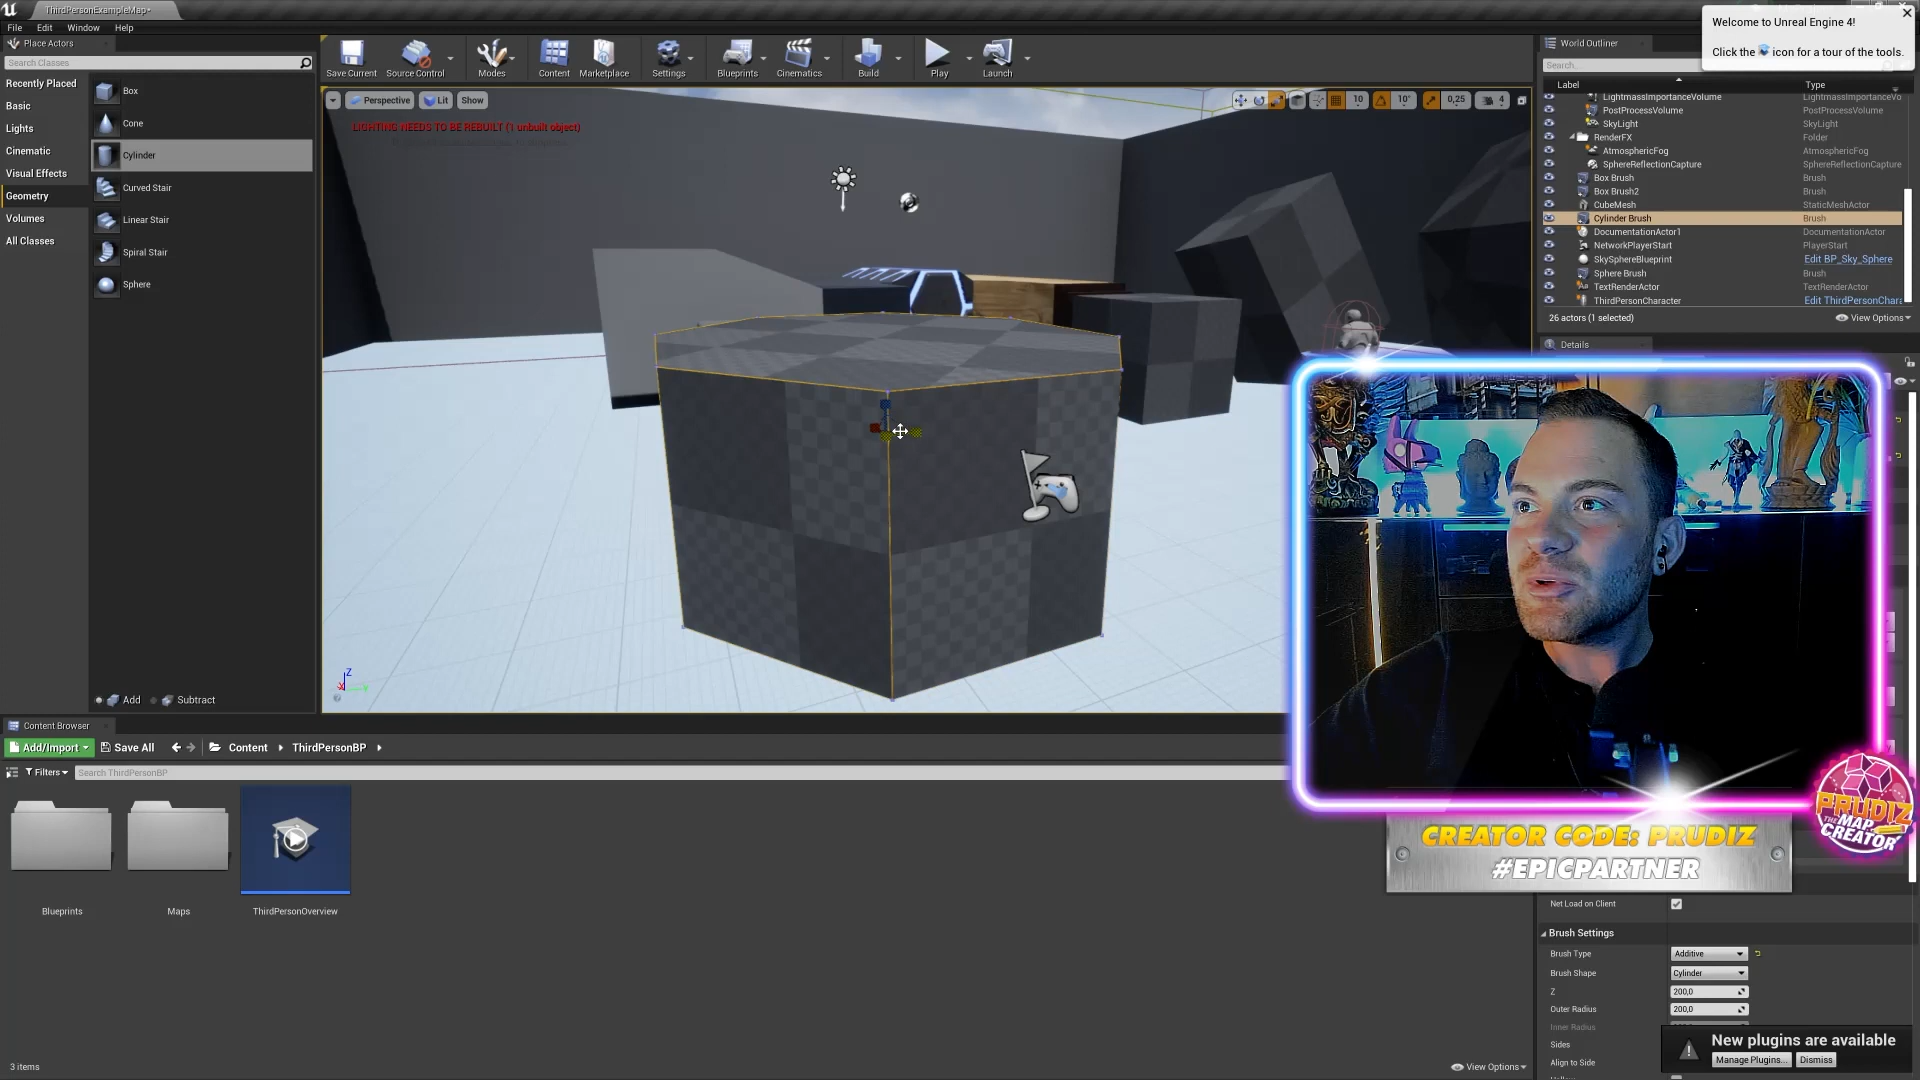 ThirdPersonExampleMap•
File Edit Window Help
Place Actors
Search Classes
Recently Placed
Basic
Lights
Cinematic
Visual Effects
Geometry
Volumes
All Classes
Box
Cone
Cylinder
Curved Stair
Linear Stair
Spiral Stair
Sphere
Add Subtract
Save Current Source Control Modes Content Marketplace Settings Blueprints Cinematics Build Play Launch
Perspective Lit Show
10 10° 0,25 4
LIGHTING NEEDS TO BE REBUILT (1 unbuilt object)
Z
X Y
Welcome to Unreal Engine 4!
Click the icon for a tour of the tools.
World Outliner
Search...
Label Type
LightmassImportanceVolume LightmassImportanceVo
PostProcessVolume PostProcessVolume
SkyLight SkyLight
RenderFX Folder
AtmosphericFog AtmosphericFog
SphereReflectionCapture SphereReflectionCapture
Box Brush Brush
Box Brush2 Brush
CubeMesh StaticMeshActor
Cylinder Brush Brush
DocumentationActor1 DocumentationActor
NetworkPlayerStart PlayerStart
SkySphereBlueprint Edit BP_Sky_Sphere
Sphere Brush Brush
TextRenderActor TextRenderActor
ThirdPersonCharacter Edit ThirdPersonChara
26 actors (1 selected) View Options
Details
PRUDIZ
THE MAP
CREATOR
CREATOR CODE: PRUDIZ
#EPICPARTNER
Net Load on Client
Brush Settings
Brush Type Additive
Brush Shape Cylinder
Z 200,0
Outer Radius 200,0
Inner Radius
Sides
Align to Side
New plugins are available
Manage Plugins... Dismiss
Content Browser
Add/Import Save All Content ThirdPersonBP
Filters Search ThirdPersonBP
Blueprints Maps ThirdPersonOverview
3 items View Options